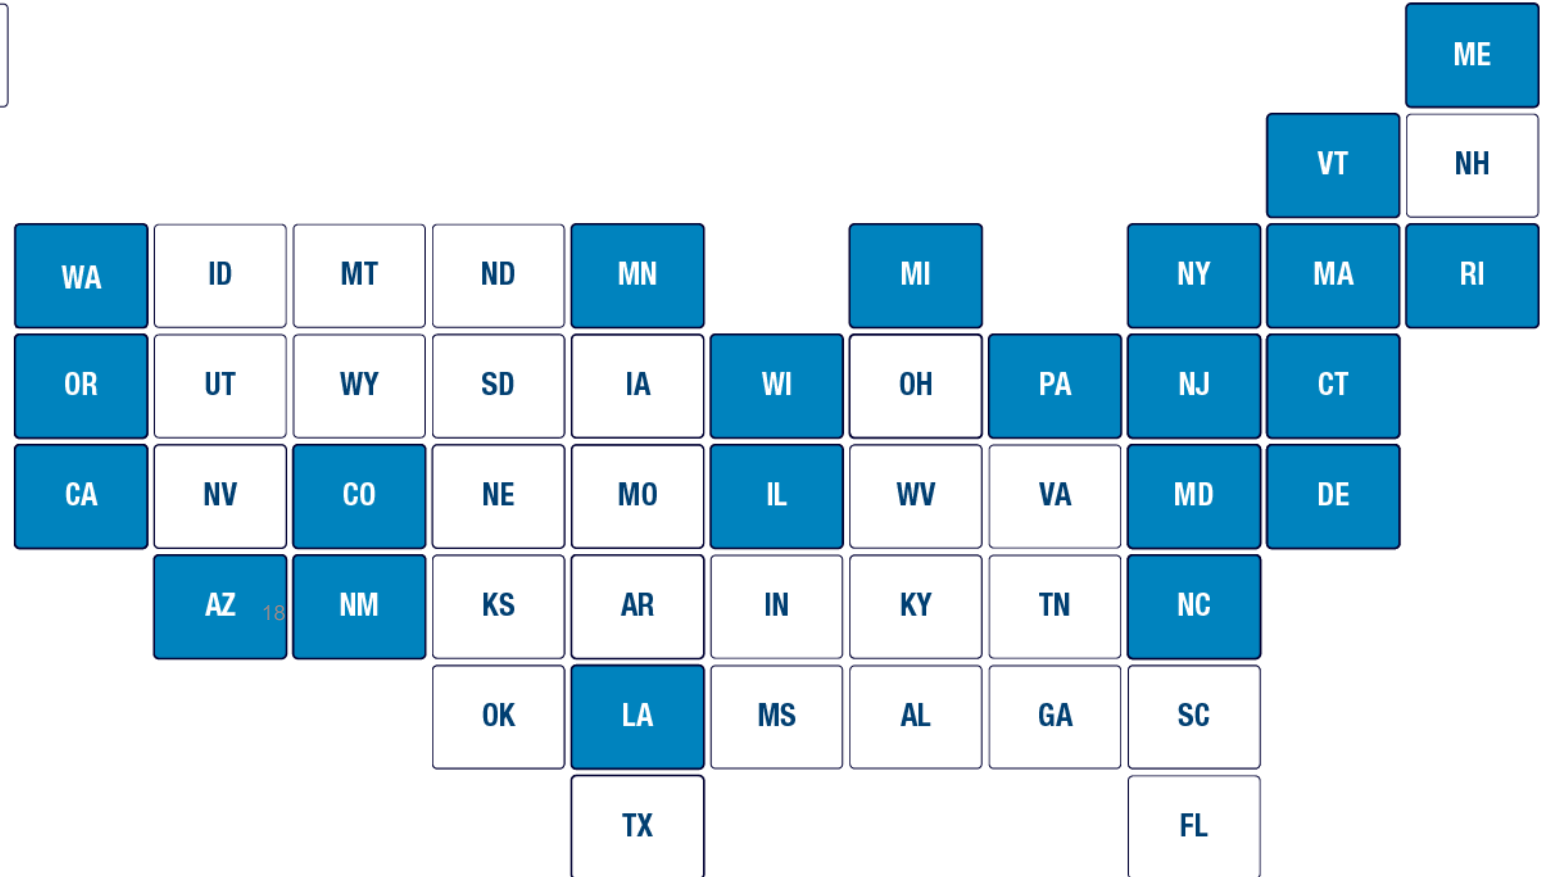 ME
VT NH
WA ID MT ND MN MI NY MA RI
OR UT WY SD IA WI OH PA NJ CT
CA NV CO NE MO IL WV VA MD DE
AZ 18 NM KS AR IN KY TN NC
OK LA MS AL GA SC
TX FL